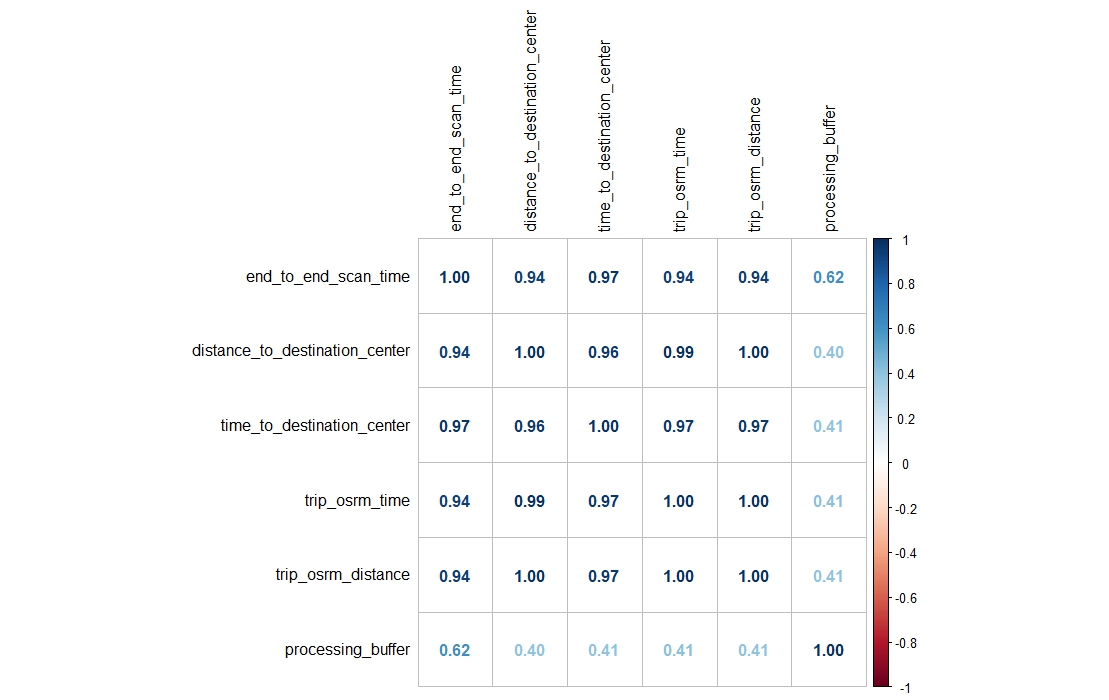 end_to_end_scan_time
distance_to_destination_center
time_to_destination_center
trip_osrm_time
trip_osrm_distance
processing_buffer
end_to_end_scan_time 1.00 0.94 0.97 0.94 0.94 0.62
distance_to_destination_center 0.94 1.00 0.96 0.99 1.00 0.40
time_to_destination_center 0.97 0.96 1.00 0.97 0.97 0.41
trip_osrm_time 0.94 0.99 0.97 1.00 1.00 0.41
trip_osrm_distance 0.94 1.00 0.97 1.00 1.00 0.41
processing_buffer 0.62 0.40 0.41 0.41 0.41 1.00
1
0.8
0.6
0.4
0.2
0
-0.2
-0.4
-0.6
-0.8
-1